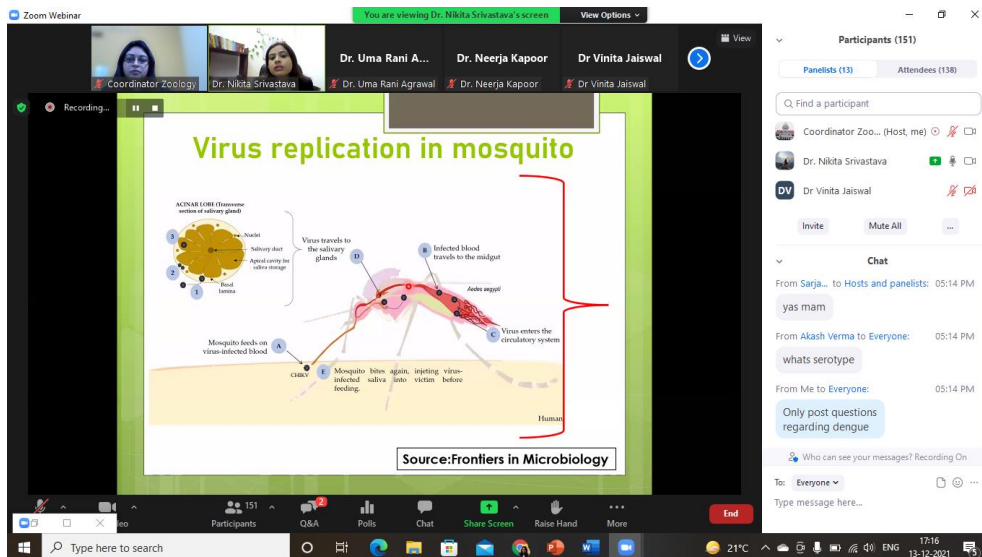 Zoom Webinar
You are viewing Dr. Nikita Srivastava's screen
View Options
View
Coordinator Zoology
Dr. Nikita Srivastava
Dr. Uma Rani A...
Dr. Uma Rani Agrawal
Dr. Neerja Kapoor
Dr. Neerja Kapoor
Dr Vinita Jaiswal
Dr Vinita Jaiswal
Recording...
Virus replication in mosquito
ACINAR LOBE (Transverse
section of salivary gland)
Nuclei
Salivary duct
Apical cavity for
saliva storage
Basal
lamina
3
2
1
Virus travels to
the salivary
glands
D
B
Infected blood
travels to the midgut
Aedes aegypti
C
Virus enters the
circulatory system
Mosquito feeds on
virus-infected blood
A
CHIKV
E
Mosquito bites again, injeting virus-
infected saliva into victim before
feeding.
Human
Source:Frontiers in Microbiology
Participants (151)
Panelists (13)
Attendees (138)
Find a participant
Coordinator Zoo... (Host, me)
Dr. Nikita Srivastava
DV
Dr Vinita Jaiswal
Invite
Mute All
...
Chat
From Sarja... to Hosts and panelists: 05:14 PM
yas mam
From Akash Verma to Everyone: 05:14 PM
whats serotype
From Me to Everyone: 05:14 PM
Only post questions
regarding dengue
Who can see your messages? Recording On
To: Everyone
Type message here...
eo
151
Participants
2
Q&A
Polls
Chat
Share Screen
Raise Hand
More
End
Type here to search
21°C
ENG
17:16
13-12-2021